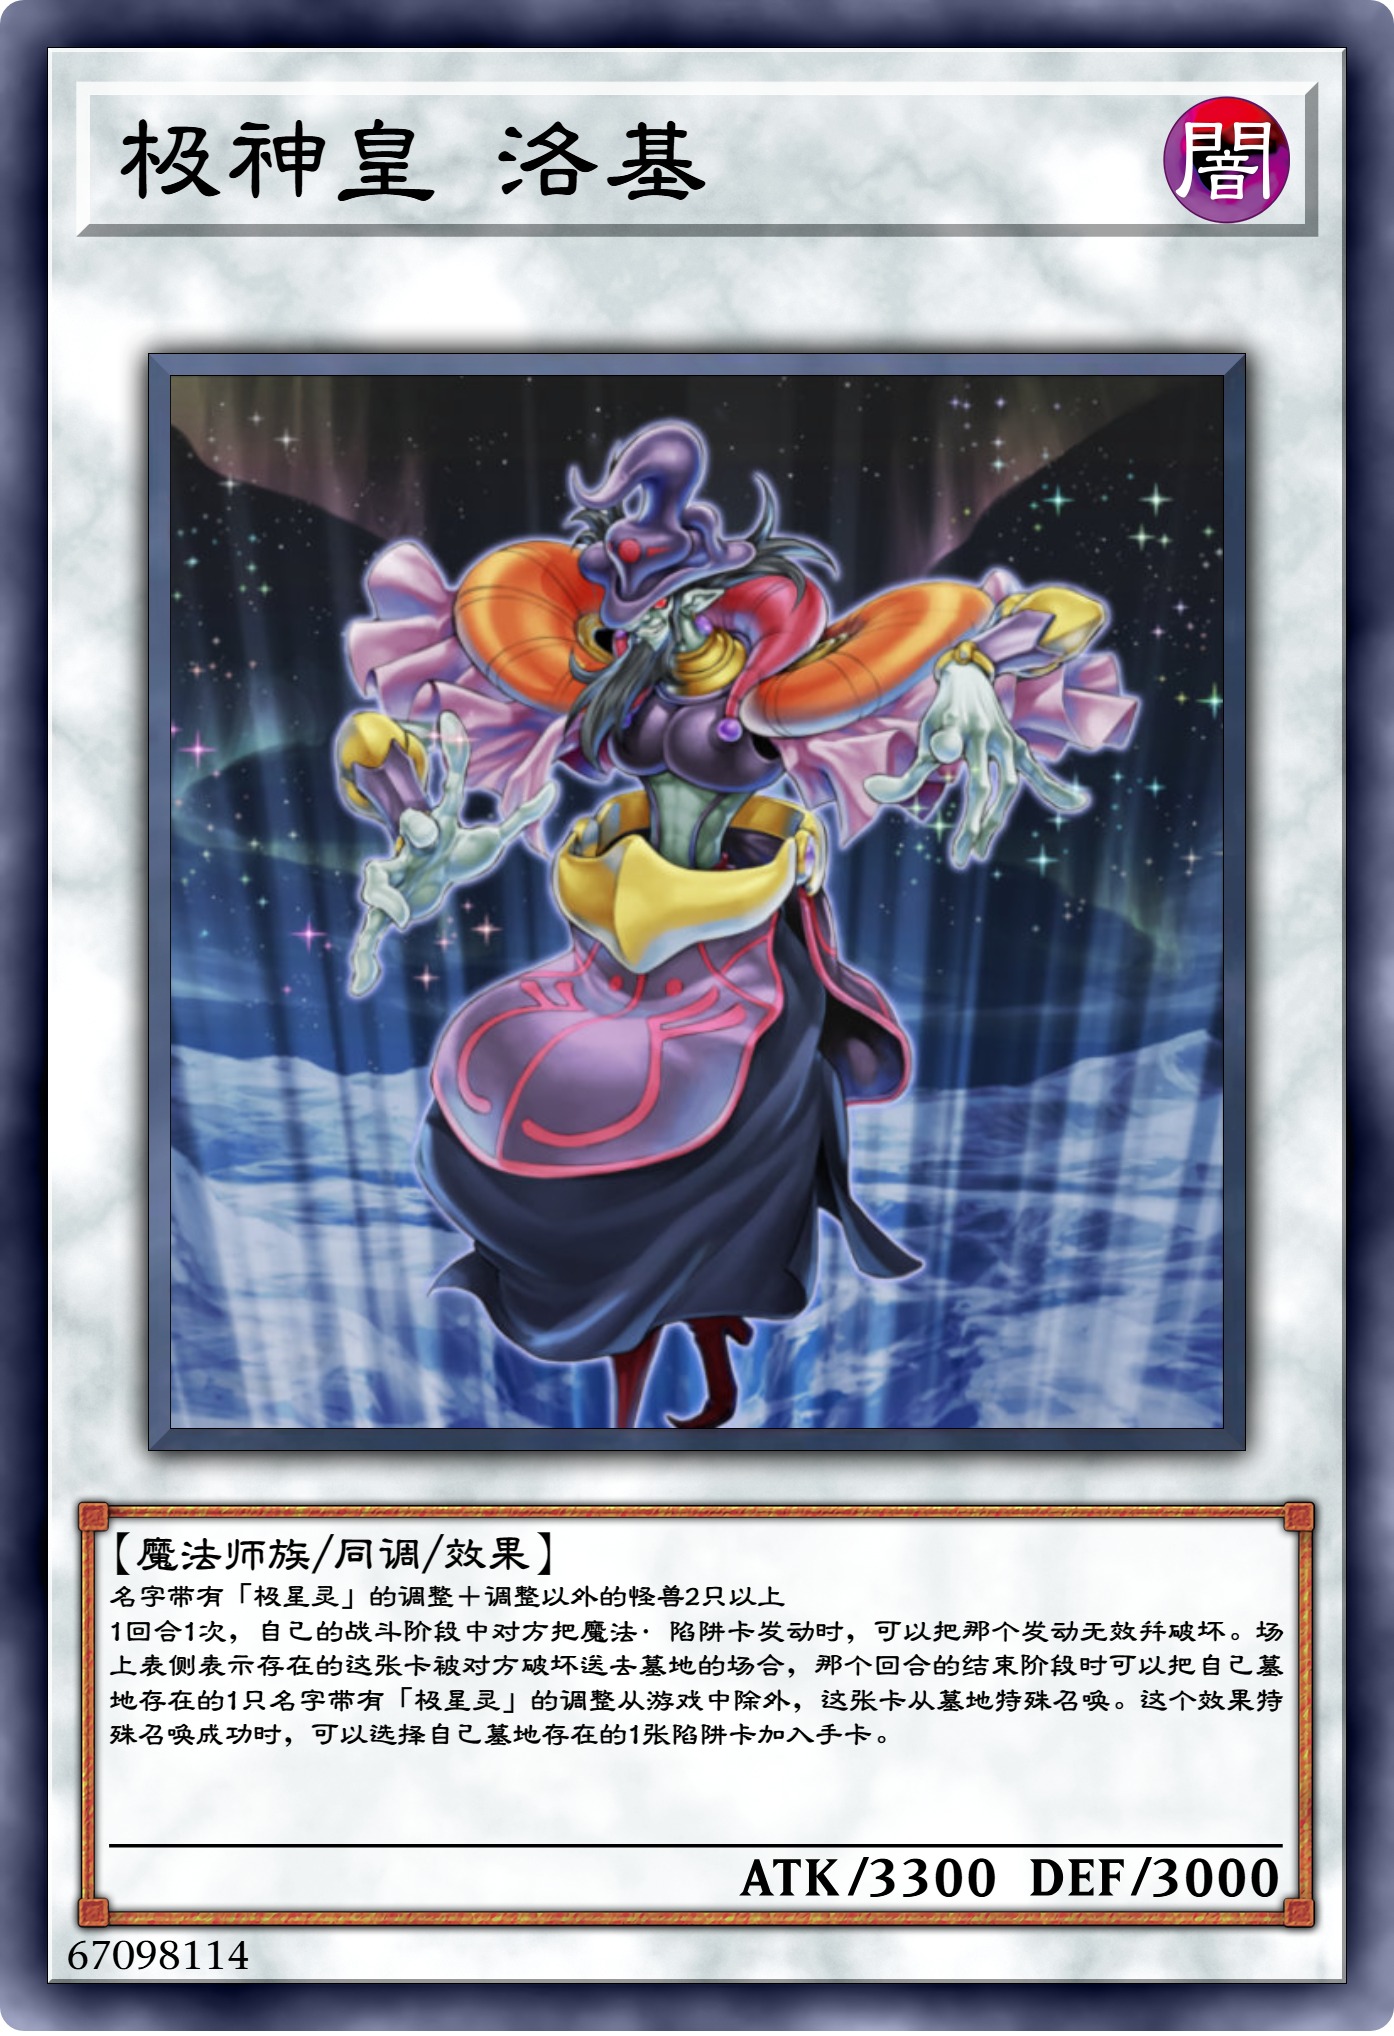 极神皇 洛基
闇
【魔法师族/同调/效果】
名字带有「极星灵」的调整＋调整以外的怪兽2只以上
1回合1次，自己的战斗阶段中对方把魔法·陷阱卡发动时，可以把那个发动无效并破坏。场
上表侧表示存在的这张卡被对方破坏送去墓地的场合，那个回合的结束阶段时可以把自己墓
地存在的1只名字带有「极星灵」的调整从游戏中除外，这张卡从墓地特殊召唤。这个效果特
殊召唤成功时，可以选择自己墓地存在的1张陷阱卡加入手卡。
ATK/3300 DEF/3000
67098114